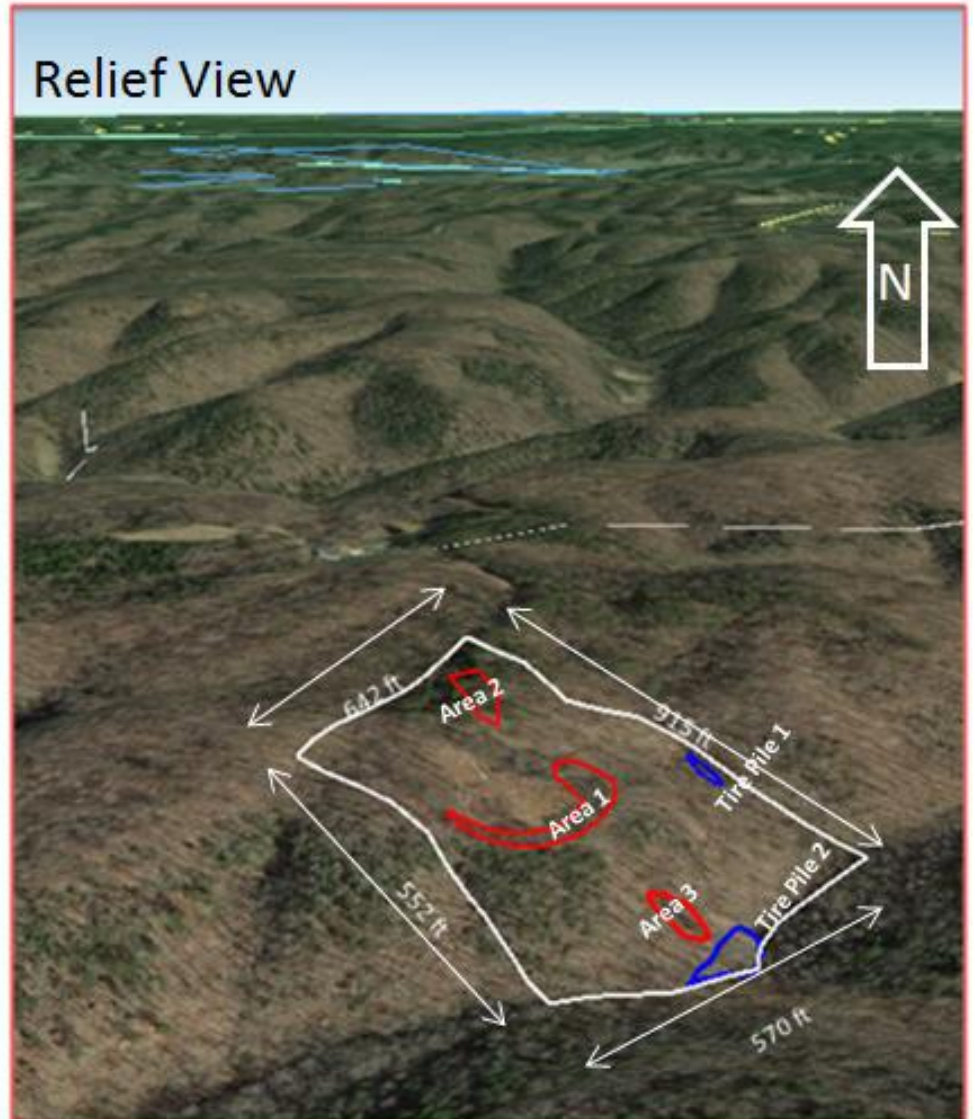 Relief View
N
642 ft
Area 2
915 ft
Tire Pile 1
Area 1
552 ft
Area 3
Tire Pile 2
570 ft